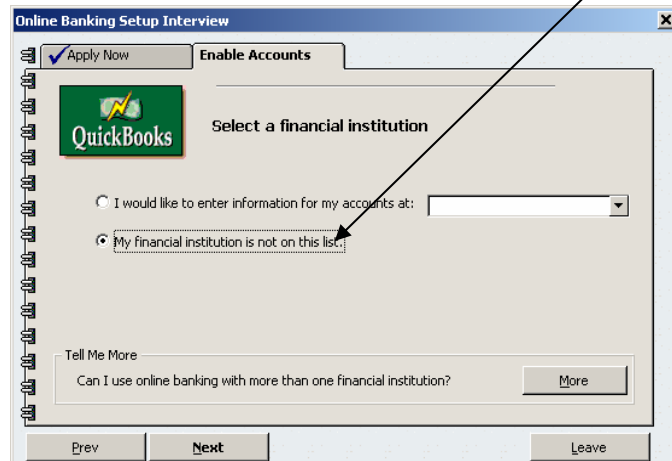 Online Banking Setup Interview
Apply Now
Enable Accounts
QuickBooks
Select a financial institution
I would like to enter information for my accounts at:
My financial institution is not on this list.
Tell Me More
Can I use online banking with more than one financial institution?
More
Prev
Next
Leave